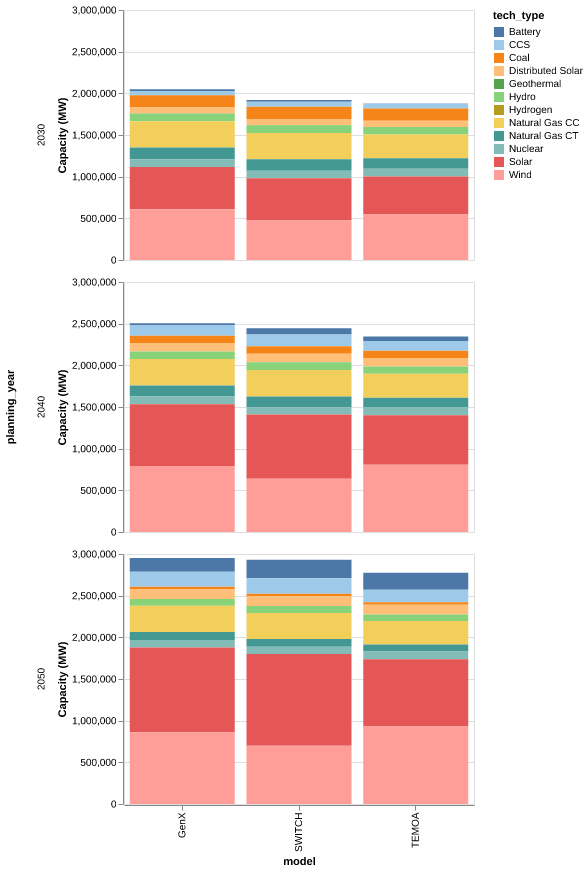 tech_type
Battery
CCS
Coal
Distributed Solar
Geothermal
Hydro
Hydrogen
Natural Gas CC
Natural Gas CT
Nuclear
Solar
Wind
planning_year
2030
Capacity (MW)
3,000,000
2,500,000
2,000,000
1,500,000
1,000,000
500,000
0
2040
Capacity (MW)
3,000,000
2,500,000
2,000,000
1,500,000
1,000,000
500,000
0
2050
Capacity (MW)
3,000,000
2,500,000
2,000,000
1,500,000
1,000,000
500,000
0
GenX
SWITCH
TEMOA
model